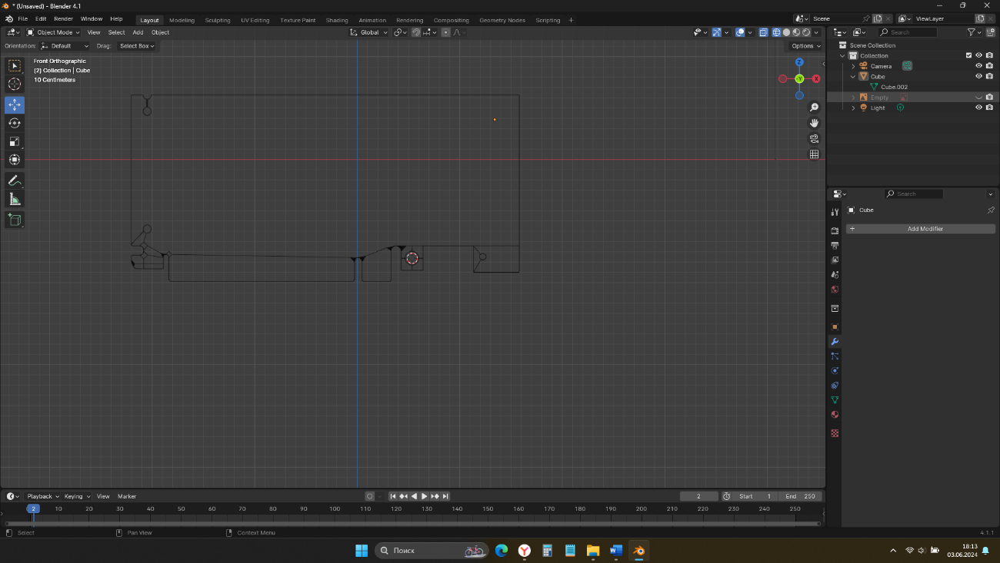 * (Unsaved) - Blender 4.1
File Edit Render Window Help
Layout Modeling Sculpting UV Editing Texture Paint Shading Animation Rendering Compositing Geometry Nodes Scripting +
Scene
ViewLayer
Object Mode View Select Add Object
Global
Search
Orientation: Default Drag: Select Box
Options
Front Orthographic
(2) Collection | Cube
10 Centimeters
Z
-Y
X
Scene Collection
Collection
Camera
Cube
Cube.002
Empty
Light
Search
Cube
+ Add Modifier
Playback Keying View Marker
2
Start 1
End 250
2 10 20 30 40 50 60 70 80 90 100 110 120 130 140 150 160 170 180 190 200 210 220 230 240 250
Select
Pan View
Context Menu
4.1.1
Поиск
18:13
03.06.2024